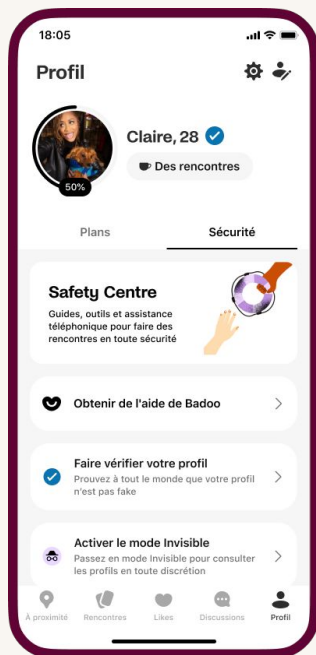 18:05
Profil
Claire, 28
Des rencontres
50%
Plans
Sécurité
Safety Centre
Guides, outils et assistance
téléphonique pour faire des
rencontres en toute sécurité
Obtenir de l'aide de Badoo
Faire vérifier votre profil
Prouvez à tout le monde que votre profil
n'est pas fake
Activer le mode Invisible
Passez en mode Invisible pour consulter
les profils en toute discrétion
À proximité
Rencontres
Likes
Discussions
Profil